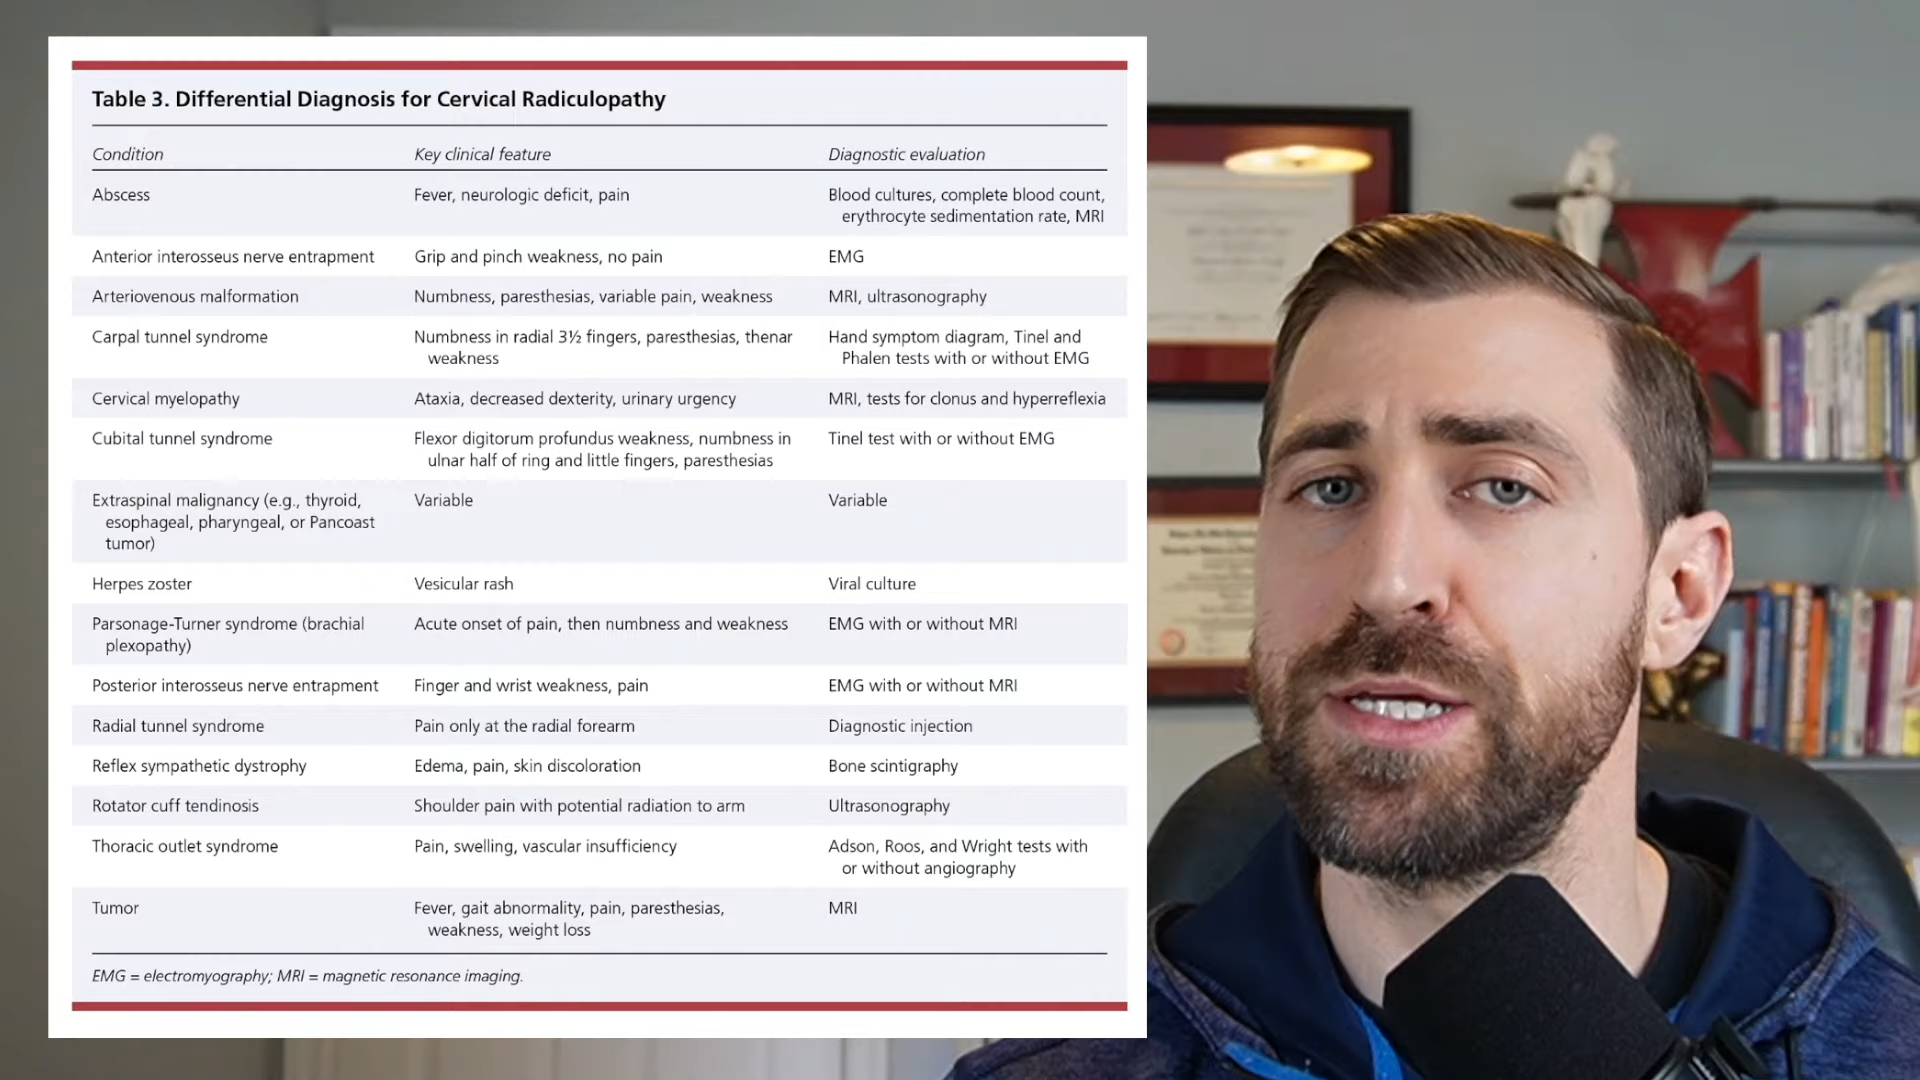 Table 3. Differential Diagnosis for Cervical Radiculopathy
Condition Key clinical feature Diagnostic evaluation
Abscess Fever, neurologic deficit, pain Blood cultures, complete blood count,
erythrocyte sedimentation rate, MRI
Anterior interosseus nerve entrapment Grip and pinch weakness, no pain EMG
Arteriovenous malformation Numbness, paresthesias, variable pain, weakness MRI, ultrasonography
Carpal tunnel syndrome Numbness in radial 3½ fingers, paresthesias, thenar Hand symptom diagram, Tinel and
weakness Phalen tests with or without EMG
Cervical myelopathy Ataxia, decreased dexterity, urinary urgency MRI, tests for clonus and hyperreflexia
Cubital tunnel syndrome Flexor digitorum profundus weakness, numbness in Tinel test with or without EMG
ulnar half of ring and little fingers, paresthesias
Extraspinal malignancy (e.g., thyroid, Variable Variable
esophageal, pharyngeal, or Pancoast
tumor)
Herpes zoster Vesicular rash Viral culture
Parsonage-Turner syndrome (brachial Acute onset of pain, then numbness and weakness EMG with or without MRI
plexopathy)
Posterior interosseus nerve entrapment Finger and wrist weakness, pain EMG with or without MRI
Radial tunnel syndrome Pain only at the radial forearm Diagnostic injection
Reflex sympathetic dystrophy Edema, pain, skin discoloration Bone scintigraphy
Rotator cuff tendinosis Shoulder pain with potential radiation to arm Ultrasonography
Thoracic outlet syndrome Pain, swelling, vascular insufficiency Adson, Roos, and Wright tests with
or without angiography
Tumor Fever, gait abnormality, pain, paresthesias, MRI
weakness, weight loss
EMG = electromyography; MRI = magnetic resonance imaging.